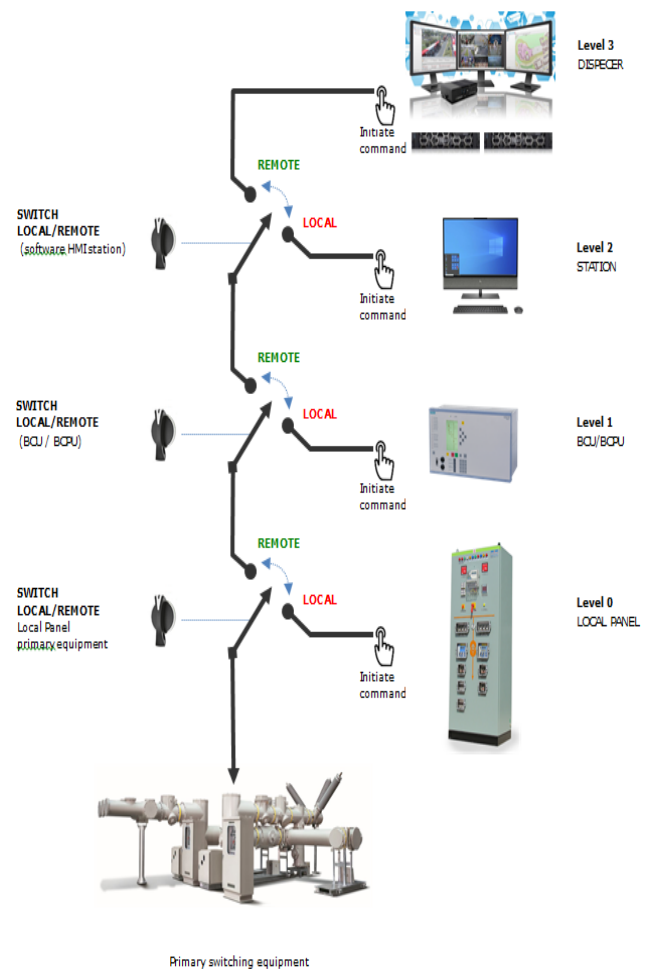 Level 3
DISPECER
Initiate
command
REMOTE
SWITCH
LOCAL/REMOTE
(software HMIstation)
LOCAL
Level 2
STATION
Initiate
command
REMOTE
SWITCH
LOCAL/REMOTE
(BCU / BCPU)
LOCAL
Level 1
BCU/BCPU
Initiate
command
REMOTE
SWITCH
LOCAL/REMOTE
Local Panel
primary equipment
LOCAL
Level 0
LOCAL PANEL
Initiate
command
Primary switching equipment